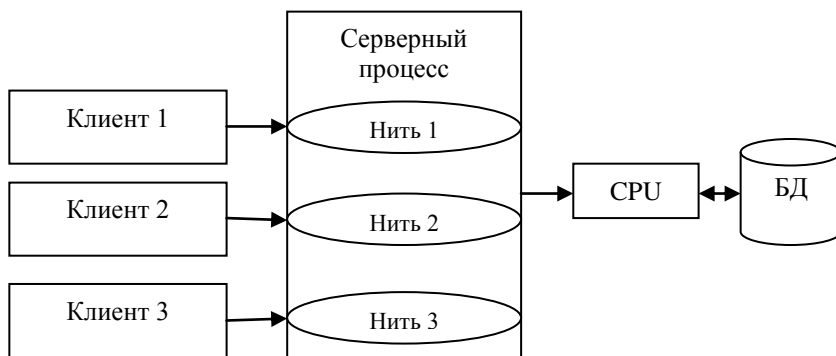 Серверный
процесс
Клиент 1
Нить 1
Клиент 2
Нить 2
CPU
БД
Клиент 3
Нить 3